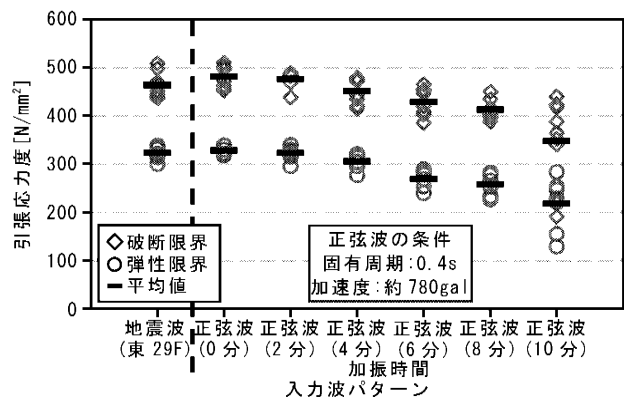 600
500
400
300
200
100
0
引張応力度[N/mm²]
◇破断限界
○弾性限界
━平均値
正弦波の条件
固有周期:0.4s
加速度:約780gal
地震波 正弦波 正弦波 正弦波 正弦波 正弦波 正弦波
(東29F) (0分) (2分) (4分) (6分) (8分) (10分)
加振時間
入力波パターン